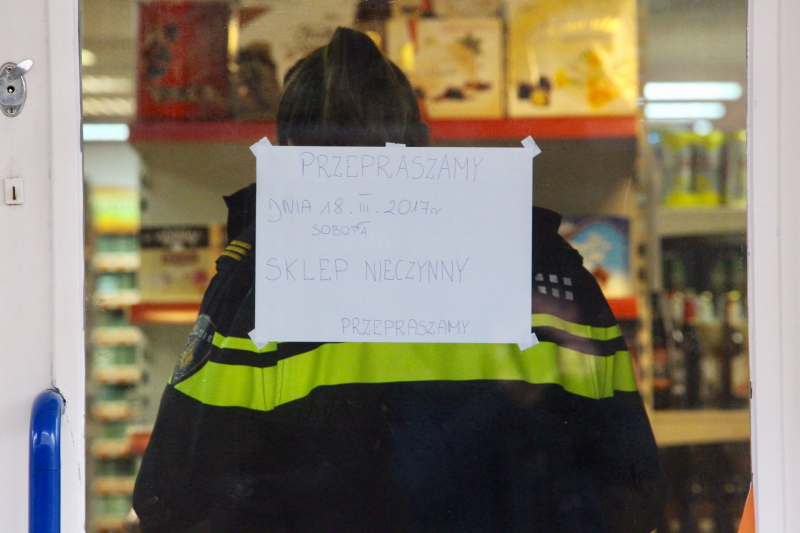 PRZEPRASZAMY
DNIA 18.III.2017r
SOBOTA
SKLEP NIECZYNNY
PRZEPRASZAMY